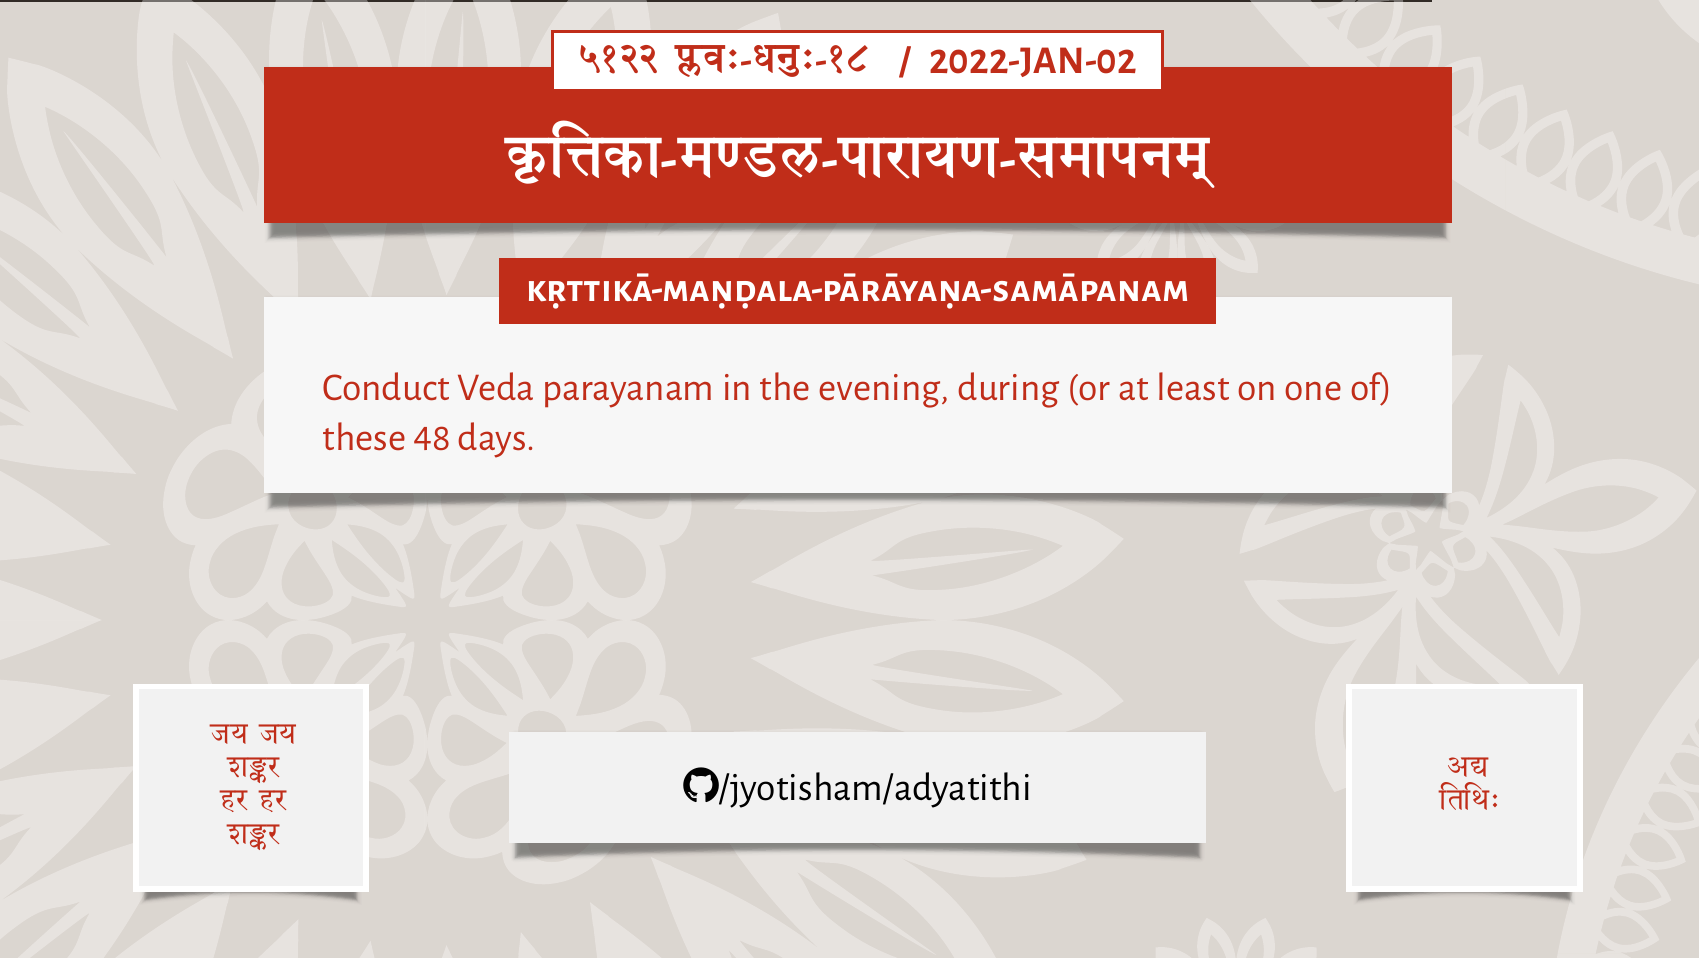 ५१२२ प्लवः-धनुः-१८ / 2022-JAN-02
कृत्तिका-मण्डल-पारायण-समापनम्
KṚTTIKĀ-MAṆḌALA-PĀRĀYAṆA-SAMĀPANAM
Conduct Veda parayanam in the evening, during (or at least on one of)
these 48 days.
जय जय
शङ्कर
हर हर
शङ्कर
/jyotisham/adyatithi
अद्य
तिथिः